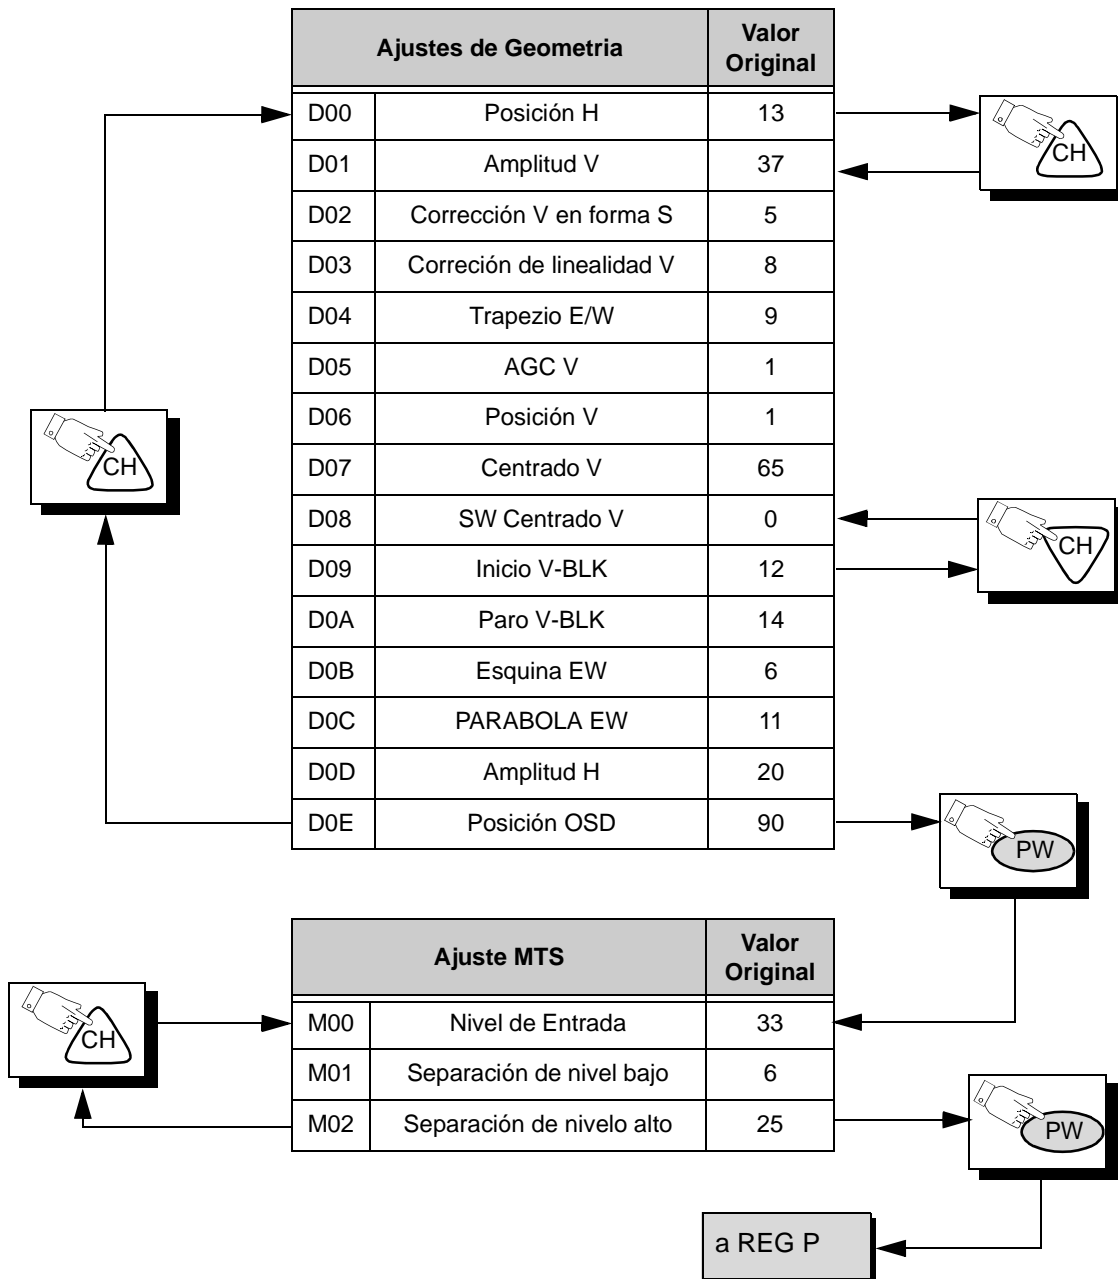 Ajustes de Geometria Valor Original
D00 Posición H 13
CH
D01 Amplitud V 37
D02 Corrección V en forma S 5
D03 Correción de linealidad V 8
D04 Trapezio E/W 9
D05 AGC V 1
D06 Posición V 1
CH
D07 Centrado V 65
D08 SW Centrado V 0
CH
D09 Inicio V-BLK 12
D0A Paro V-BLK 14
D0B Esquina EW 6
D0C PARABOLA EW 11
D0D Amplitud H 20
D0E Posición OSD 90
PW
Ajuste MTS Valor Original
CH
M00 Nivel de Entrada 33
M01 Separación de nivel bajo 6
M02 Separación de nivelo alto 25
PW
a REG P